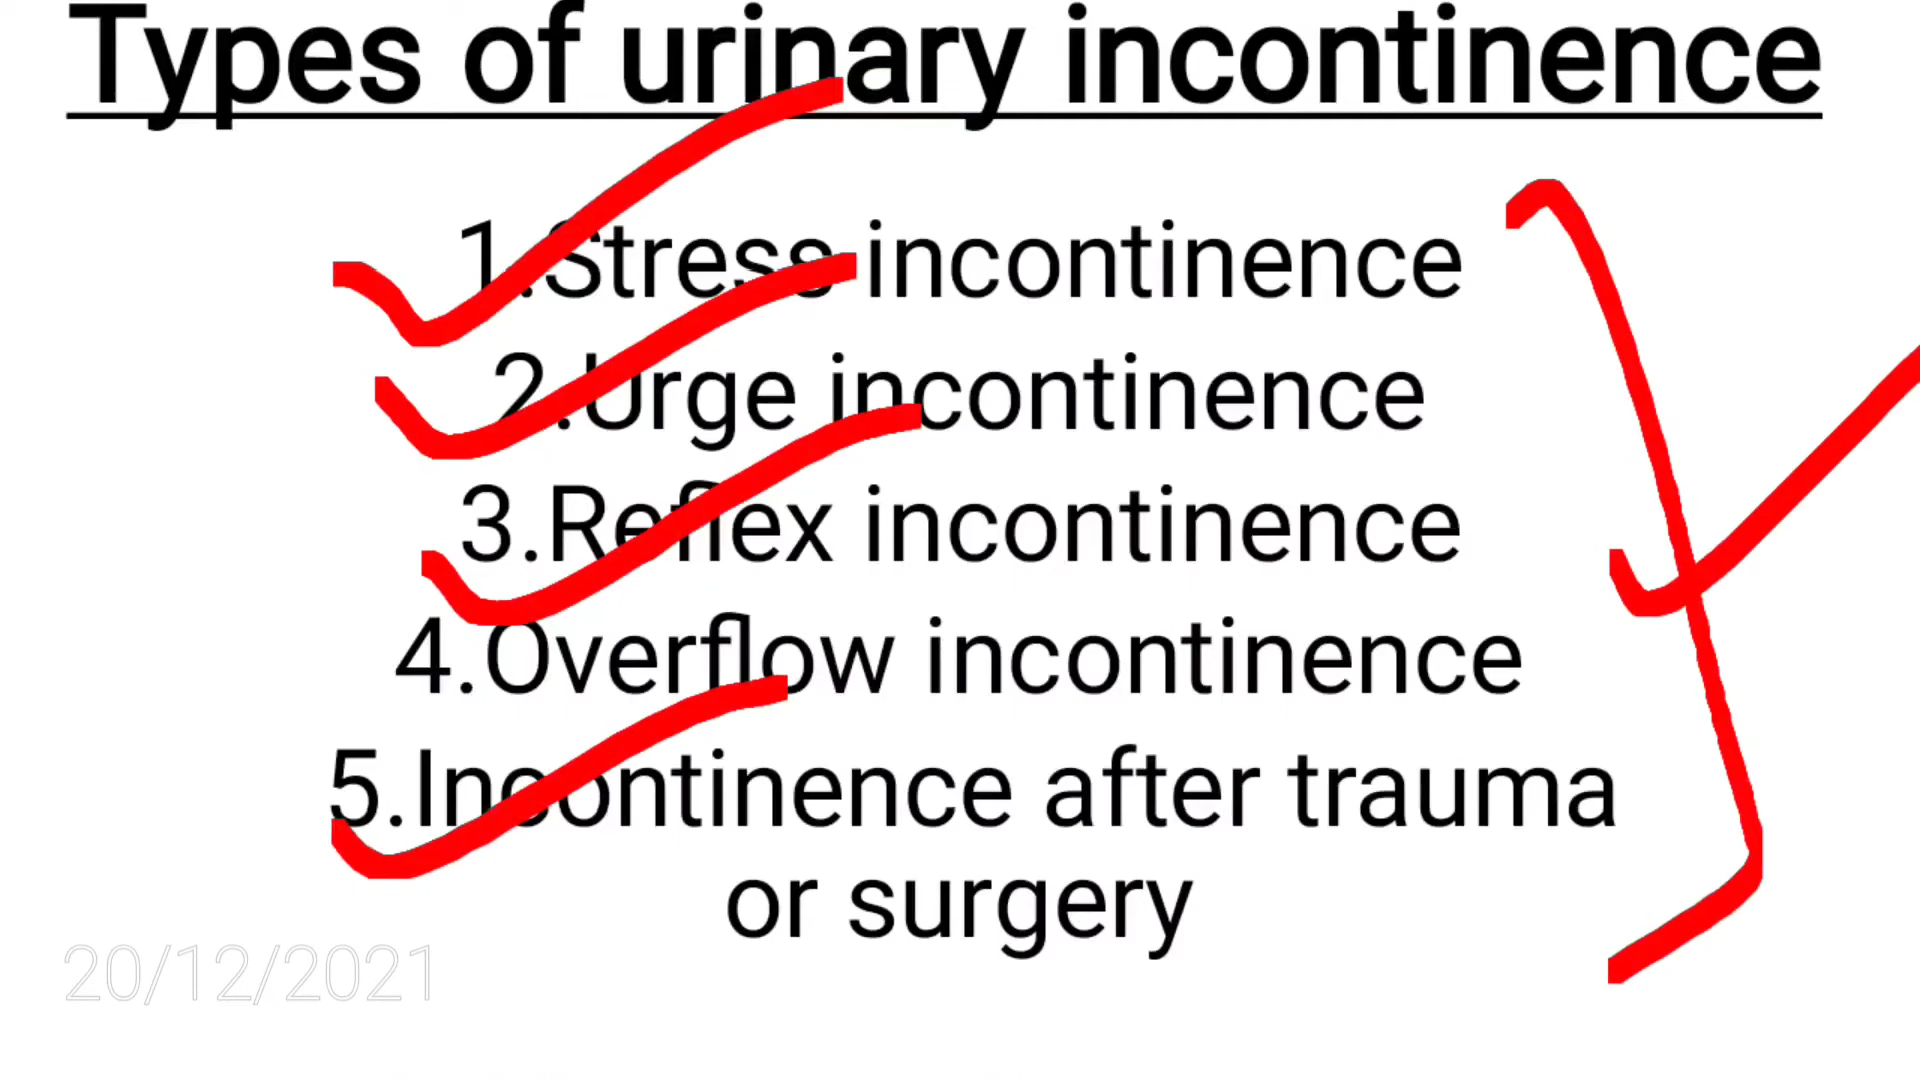 Types of urinary incontinence
1.Stress incontinence
2.Urge incontinence
3.Reflex incontinence
4.Overflow incontinence
5.Incontinence after trauma
or surgery
20/12/2021